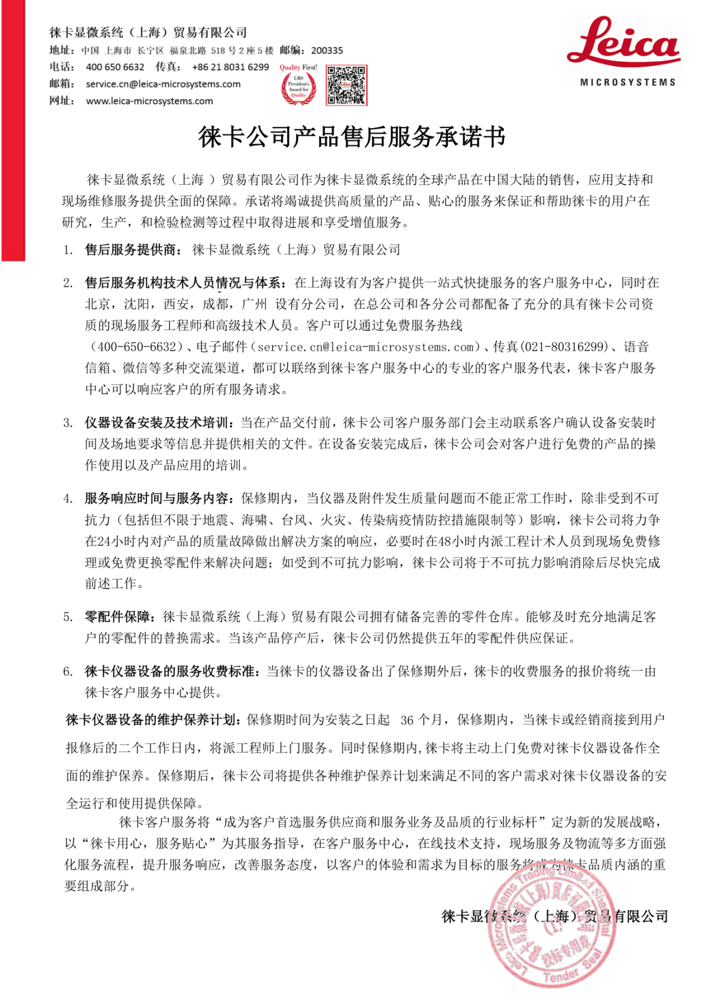 徕卡显微系统（上海）贸易有限公司
地址：中国 上海市 长宁区 福泉北路 518 号 2 座 5 楼 邮编：200335
电话： 400 650 6632 传真： +86 21 8031 6299
邮箱： service.cn@leica-microsystems.com
网址： www.leica-microsystems.com
Quality First!
LMS
President's
Award for
Quality
Leica
MICROSYSTEMS
徕卡公司产品售后服务承诺书
徕卡显微系统（上海 ）贸易有限公司作为徕卡显微系统的全球产品在中国大陆的销售，应用支持和
现场维修服务提供全面的保障。承诺将竭诚提供高质量的产品、贴心的服务来保证和帮助徕卡的用户在
研究，生产，和检验检测等过程中取得进展和享受增值服务。
1. 售后服务提供商： 徕卡显微系统（上海）贸易有限公司
2. 售后服务机构技术人员情况与体系：在上海设有为客户提供一站式快捷服务的客户服务中心，同时在
北京，沈阳，西安，成都，广州 设有分公司，在总公司和各分公司都配备了充分的具有徕卡公司资
质的现场服务工程师和高级技术人员。客户可以通过免费服务热线
（400-650-6632）、电子邮件（service.cn@leica-microsystems.com）、传真(021-80316299)、语音
信箱、微信等多种交流渠道，都可以联络到徕卡客户服务中心的专业的客户服务代表，徕卡客户服务
中心可以响应客户的所有服务请求。
3. 仪器设备安装及技术培训：当在产品交付前，徕卡公司客户服务部门会主动联系客户确认设备安装时
间及场地要求等信息并提供相关的文件。在设备安装完成后，徕卡公司会对客户进行免费的产品的操
作使用以及产品应用的培训。
4. 服务响应时间与服务内容：保修期内，当仪器及附件发生质量问题而不能正常工作时，除非受到不可
抗力（包括但不限于地震、海啸、台风、火灾、传染病疫情防控措施限制等）影响，徕卡公司将力争
在24小时内对产品的质量故障做出解决方案的响应，必要时在48小时内派工程计术人员到现场免费修
理或免费更换零配件来解决问题；如受到不可抗力影响，徕卡公司将于不可抗力影响消除后尽快完成
前述工作。
5. 零配件保障：徕卡显微系统（上海）贸易有限公司拥有储备完善的零件仓库。能够及时充分地满足客
户的零配件的替换需求。当该产品停产后，徕卡公司仍然提供五年的零配件供应保证。
6. 徕卡仪器设备的服务收费标准：当徕卡的仪器设备出了保修期外后，徕卡的收费服务的报价将统一由
徕卡客户服务中心提供。
徕卡仪器设备的维护保养计划：保修期时间为安装之日起 36 个月，保修期内，当徕卡或经销商接到用户
报修后的二个工作日内，将派工程师上门服务。同时保修期内,徕卡将主动上门免费对徕卡仪器设备作全
面的维护保养。保修期后，徕卡公司将提供各种维护保养计划来满足不同的客户需求对徕卡仪器设备的安
全运行和使用提供保障。
徕卡客户服务将“成为客户首选服务供应商和服务业务及品质的行业标杆”定为新的发展战略，
以“徕卡用心，服务贴心”为其服务指导，在客户服务中心，在线技术支持，现场服务及物流等多方面强
化服务流程，提升服务响应，改善服务态度，以客户的体验和需求为目标的服务将成为徕卡品质内涵的重
要组成部分。
徕卡显微系统（上海）贸易有限公司
Leica Microsystems Trading Limited Shanghai
徕卡显微系统(上海)贸易有限公司
(1)
投标专用章
Tender Seal